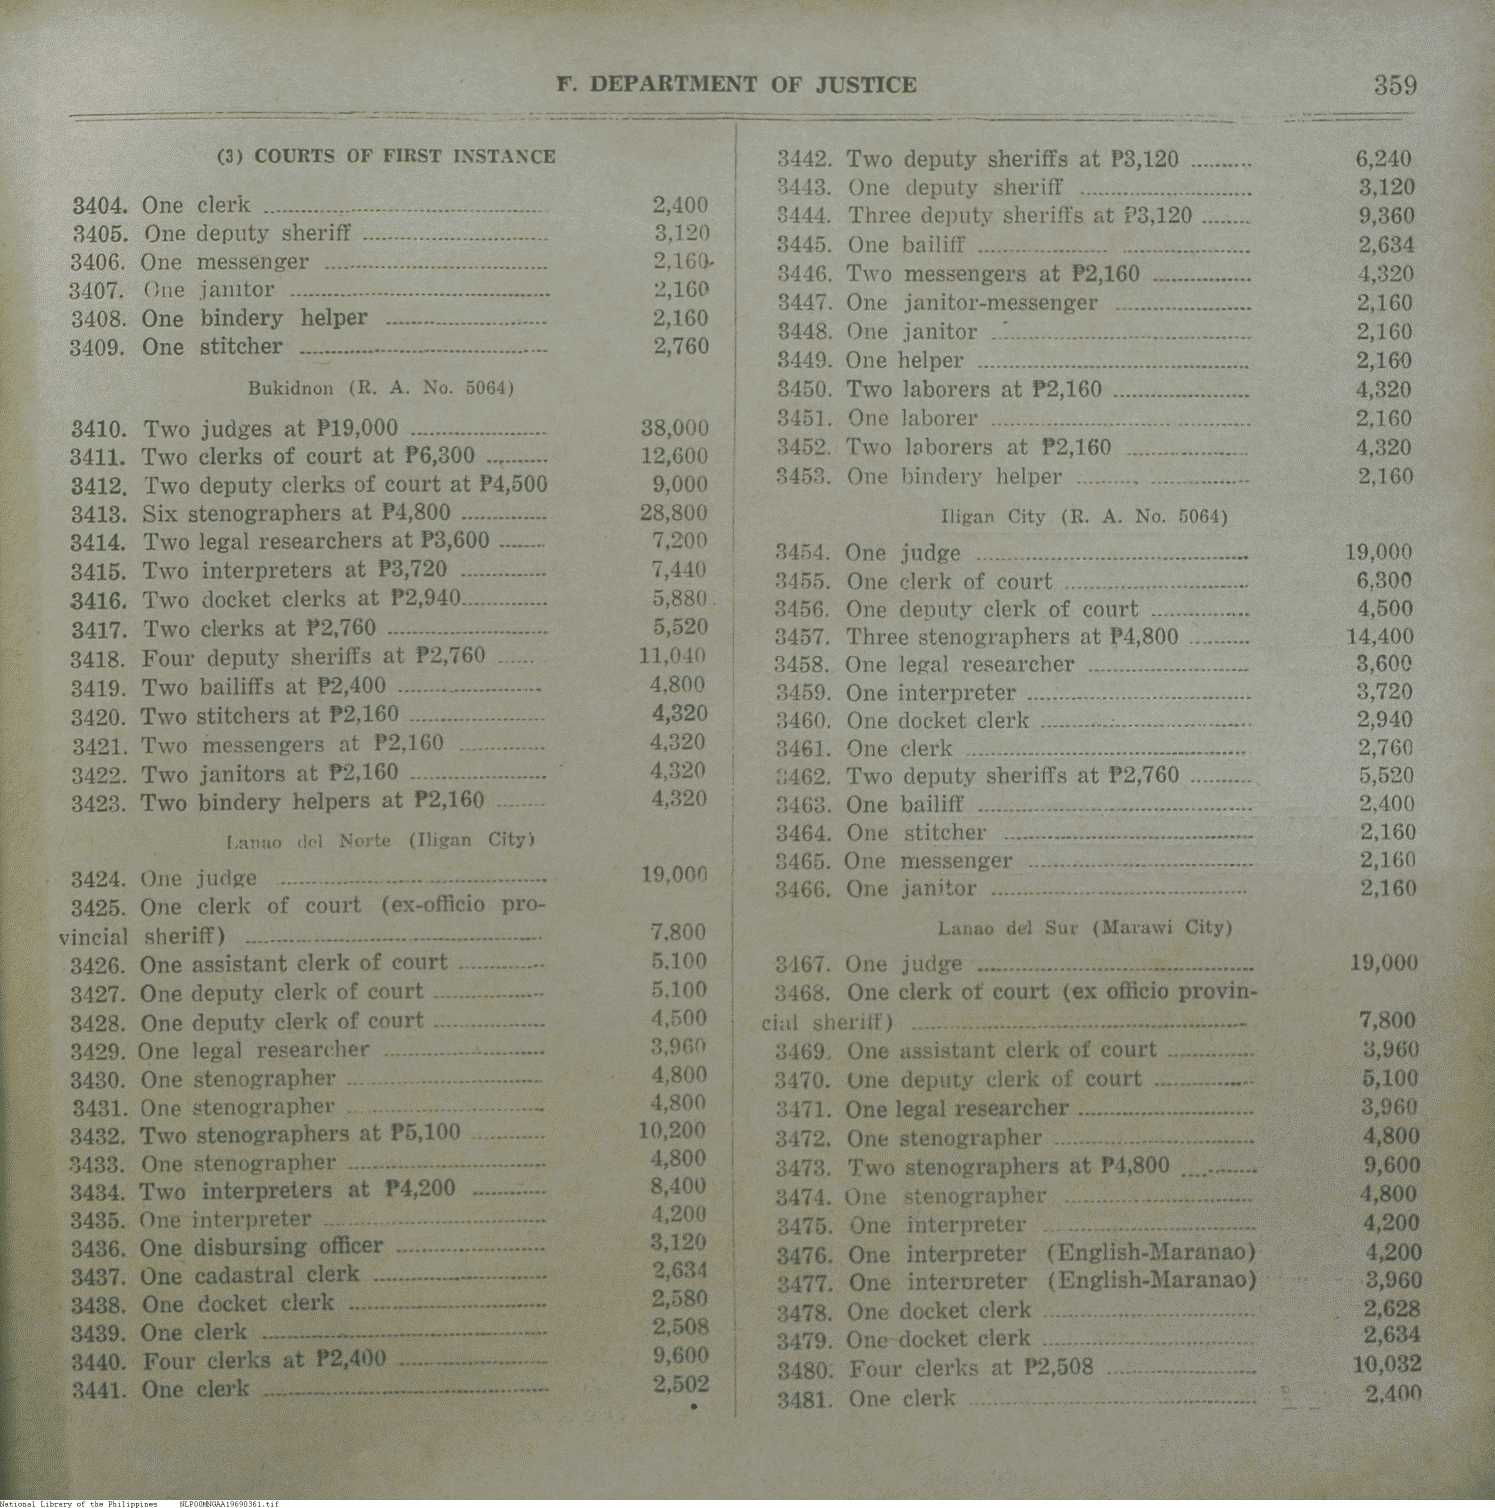 F. DEPARTMENT OF JUSTICE 359
(3) COURTS OF FIRST INSTANCE
3404. One clerk 2,400
3405. One deputy sheriff 3,120
3406. One messenger 2,160
3407. One janitor 2,160
3408. One bindery helper 2,160
3409. One stitcher 2,760
Bukidnon (R. A. No. 5064)
3410. Two judges at ₱19,000 38,000
3411. Two clerks of court at ₱6,300 12,600
3412. Two deputy clerks of court at ₱4,500 9,000
3413. Six stenographers at ₱4,800 28,800
3414. Two legal researchers at ₱3,600 7,200
3415. Two interpreters at ₱3,720 7,440
3416. Two docket clerks at ₱2,940 5,880
3417. Two clerks at ₱2,760 5,520
3418. Four deputy sheriffs at ₱2,760 11,040
3419. Two bailiffs at ₱2,400 4,800
3420. Two stitchers at ₱2,160 4,320
3421. Two messengers at ₱2,160 4,320
3422. Two janitors at ₱2,160 4,320
3423. Two bindery helpers at ₱2,160 4,320
Lanao del Norte (Iligan City)
3424. One judge 19,000
3425. One clerk of court (ex-officio pro-
vincial sheriff) 7,800
3426. One assistant clerk of court 5,100
3427. One deputy clerk of court 5,100
3428. One deputy clerk of court 4,500
3429. One legal researcher 3,960
3430. One stenographer 4,800
3431. One stenographer 4,800
3432. Two stenographers at ₱5,100 10,200
3433. One stenographer 4,800
3434. Two interpreters at ₱4,200 8,400
3435. One interpreter 4,200
3436. One disbursing officer 3,120
3437. One cadastral clerk 2,634
3438. One docket clerk 2,580
3439. One clerk 2,508
3440. Four clerks at ₱2,400 9,600
3441. One clerk 2,502
3442. Two deputy sheriffs at ₱3,120 6,240
3443. One deputy sheriff 3,120
3444. Three deputy sheriffs at ₱3,120 9,360
3445. One bailiff 2,634
3446. Two messengers at ₱2,160 4,320
3447. One janitor-messenger 2,160
3448. One janitor 2,160
3449. One helper 2,160
3450. Two laborers at ₱2,160 4,320
3451. One laborer 2,160
3452. Two laborers at ₱2,160 4,320
3453. One bindery helper 2,160
Iligan City (R. A. No. 5064)
3454. One judge 19,000
3455. One clerk of court 6,300
3456. One deputy clerk of court 4,500
3457. Three stenographers at ₱4,800 14,400
3458. One legal researcher 3,600
3459. One interpreter 3,720
3460. One docket clerk 2,940
3461. One clerk 2,760
3462. Two deputy sheriffs at ₱2,760 5,520
3463. One bailiff 2,400
3464. One stitcher 2,160
3465. One messenger 2,160
3466. One janitor 2,160
Lanao del Sur (Marawi City)
3467. One judge 19,000
3468. One clerk of court (ex officio provin-
cial sheriff) 7,800
3469. One assistant clerk of court 3,960
3470. One deputy clerk of court 5,100
3471. One legal researcher 3,960
3472. One stenographer 4,800
3473. Two stenographers at ₱4,800 9,600
3474. One stenographer 4,800
3475. One interpreter 4,200
3476. One interpreter (English-Maranao) 4,200
3477. One interpreter (English-Maranao) 3,960
3478. One docket clerk 2,628
3479. One docket clerk 2,634
3480. Four clerks at ₱2,508 10,032
3481. One clerk 2,400
National Library of the Philippines NLPOOMNGAA19690361.tif